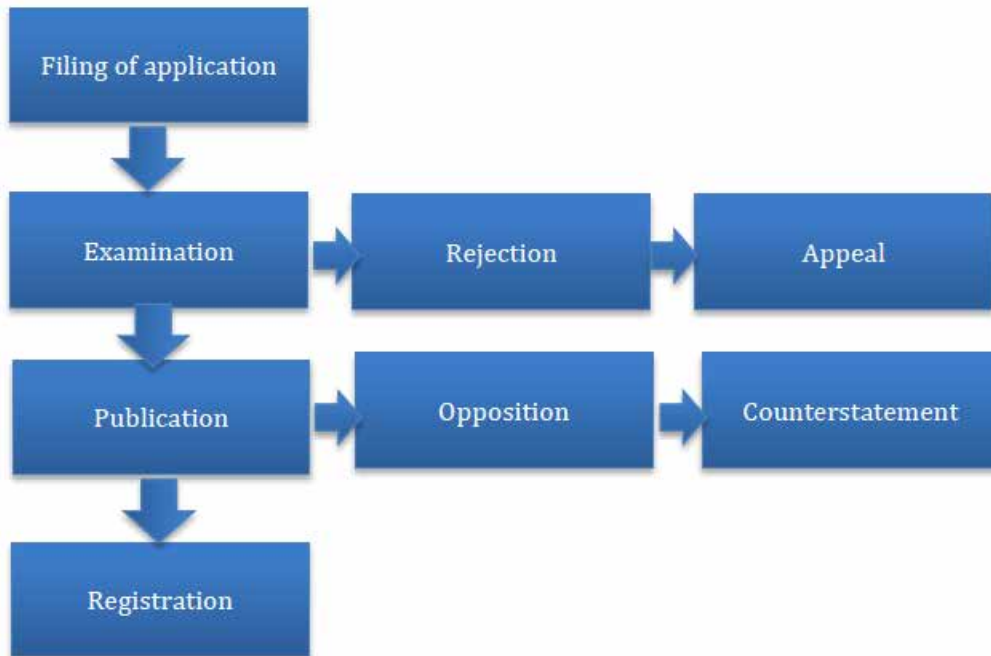 Filing of application
Examination
Rejection
Appeal
Publication
Opposition
Counterstatement
Registration